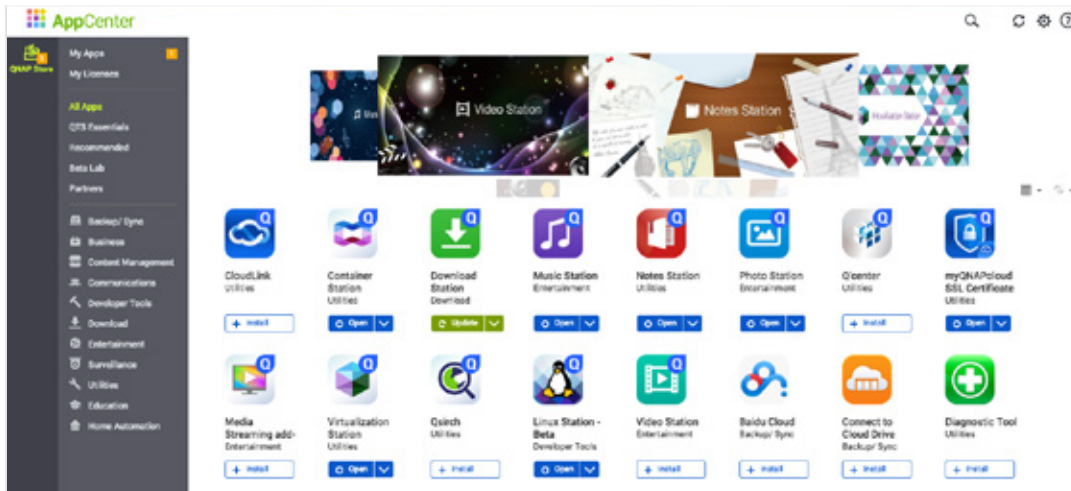 AppCenter
QNAP Store
My Apps
My Licenses
All Apps
QTS Essentials
Recommended
Beta Lab
Partners
Backup/ Sync
Business
Content Management
Communications
Developer Tools
Download
Entertainment
Surveillance
Utilities
Education
Home Automation
Video Station
Notes Station
Virtualization Station
CloudLink
Utilities
+ Install
Container
Station
Utilities
Open
Download
Station
Download
Update
Music Station
Entertainment
Open
Notes Station
Utilities
Open
Photo Station
Entertainment
Open
Q'center
Utilities
+ Install
myQNAPcloud
SSL Certificate
Utilities
Open
Media
Streaming add-
Entertainment
+ Install
Virtualization
Station
Utilities
Open
Qsirch
Utilities
+ Install
Linux Station -
Beta
Developer Tools
Open
Video Station
Entertainment
+ Install
Baidu Cloud
Backup/ Sync
+ Install
Connect to
Cloud Drive
Backup/ Sync
+ Install
Diagnostic Tool
Utilities
+ Install